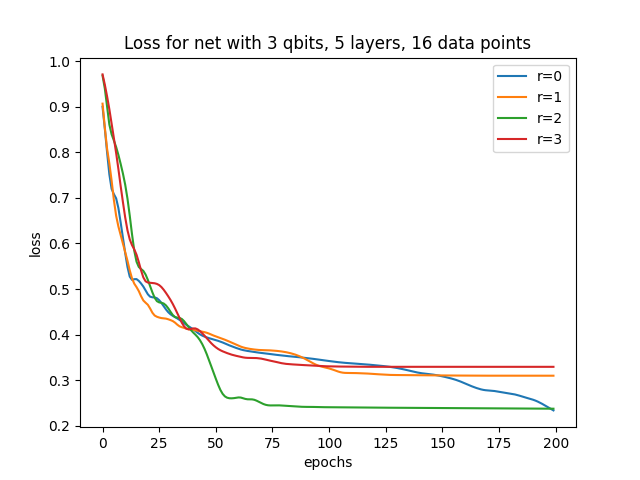 Loss for net with 3 qbits, 5 layers, 16 data points
r=0
r=1
r=2
r=3
loss
1.0
0.9
0.8
0.7
0.6
0.5
0.4
0.3
0.2
0 25 50 75 100 125 150 175 200
epochs